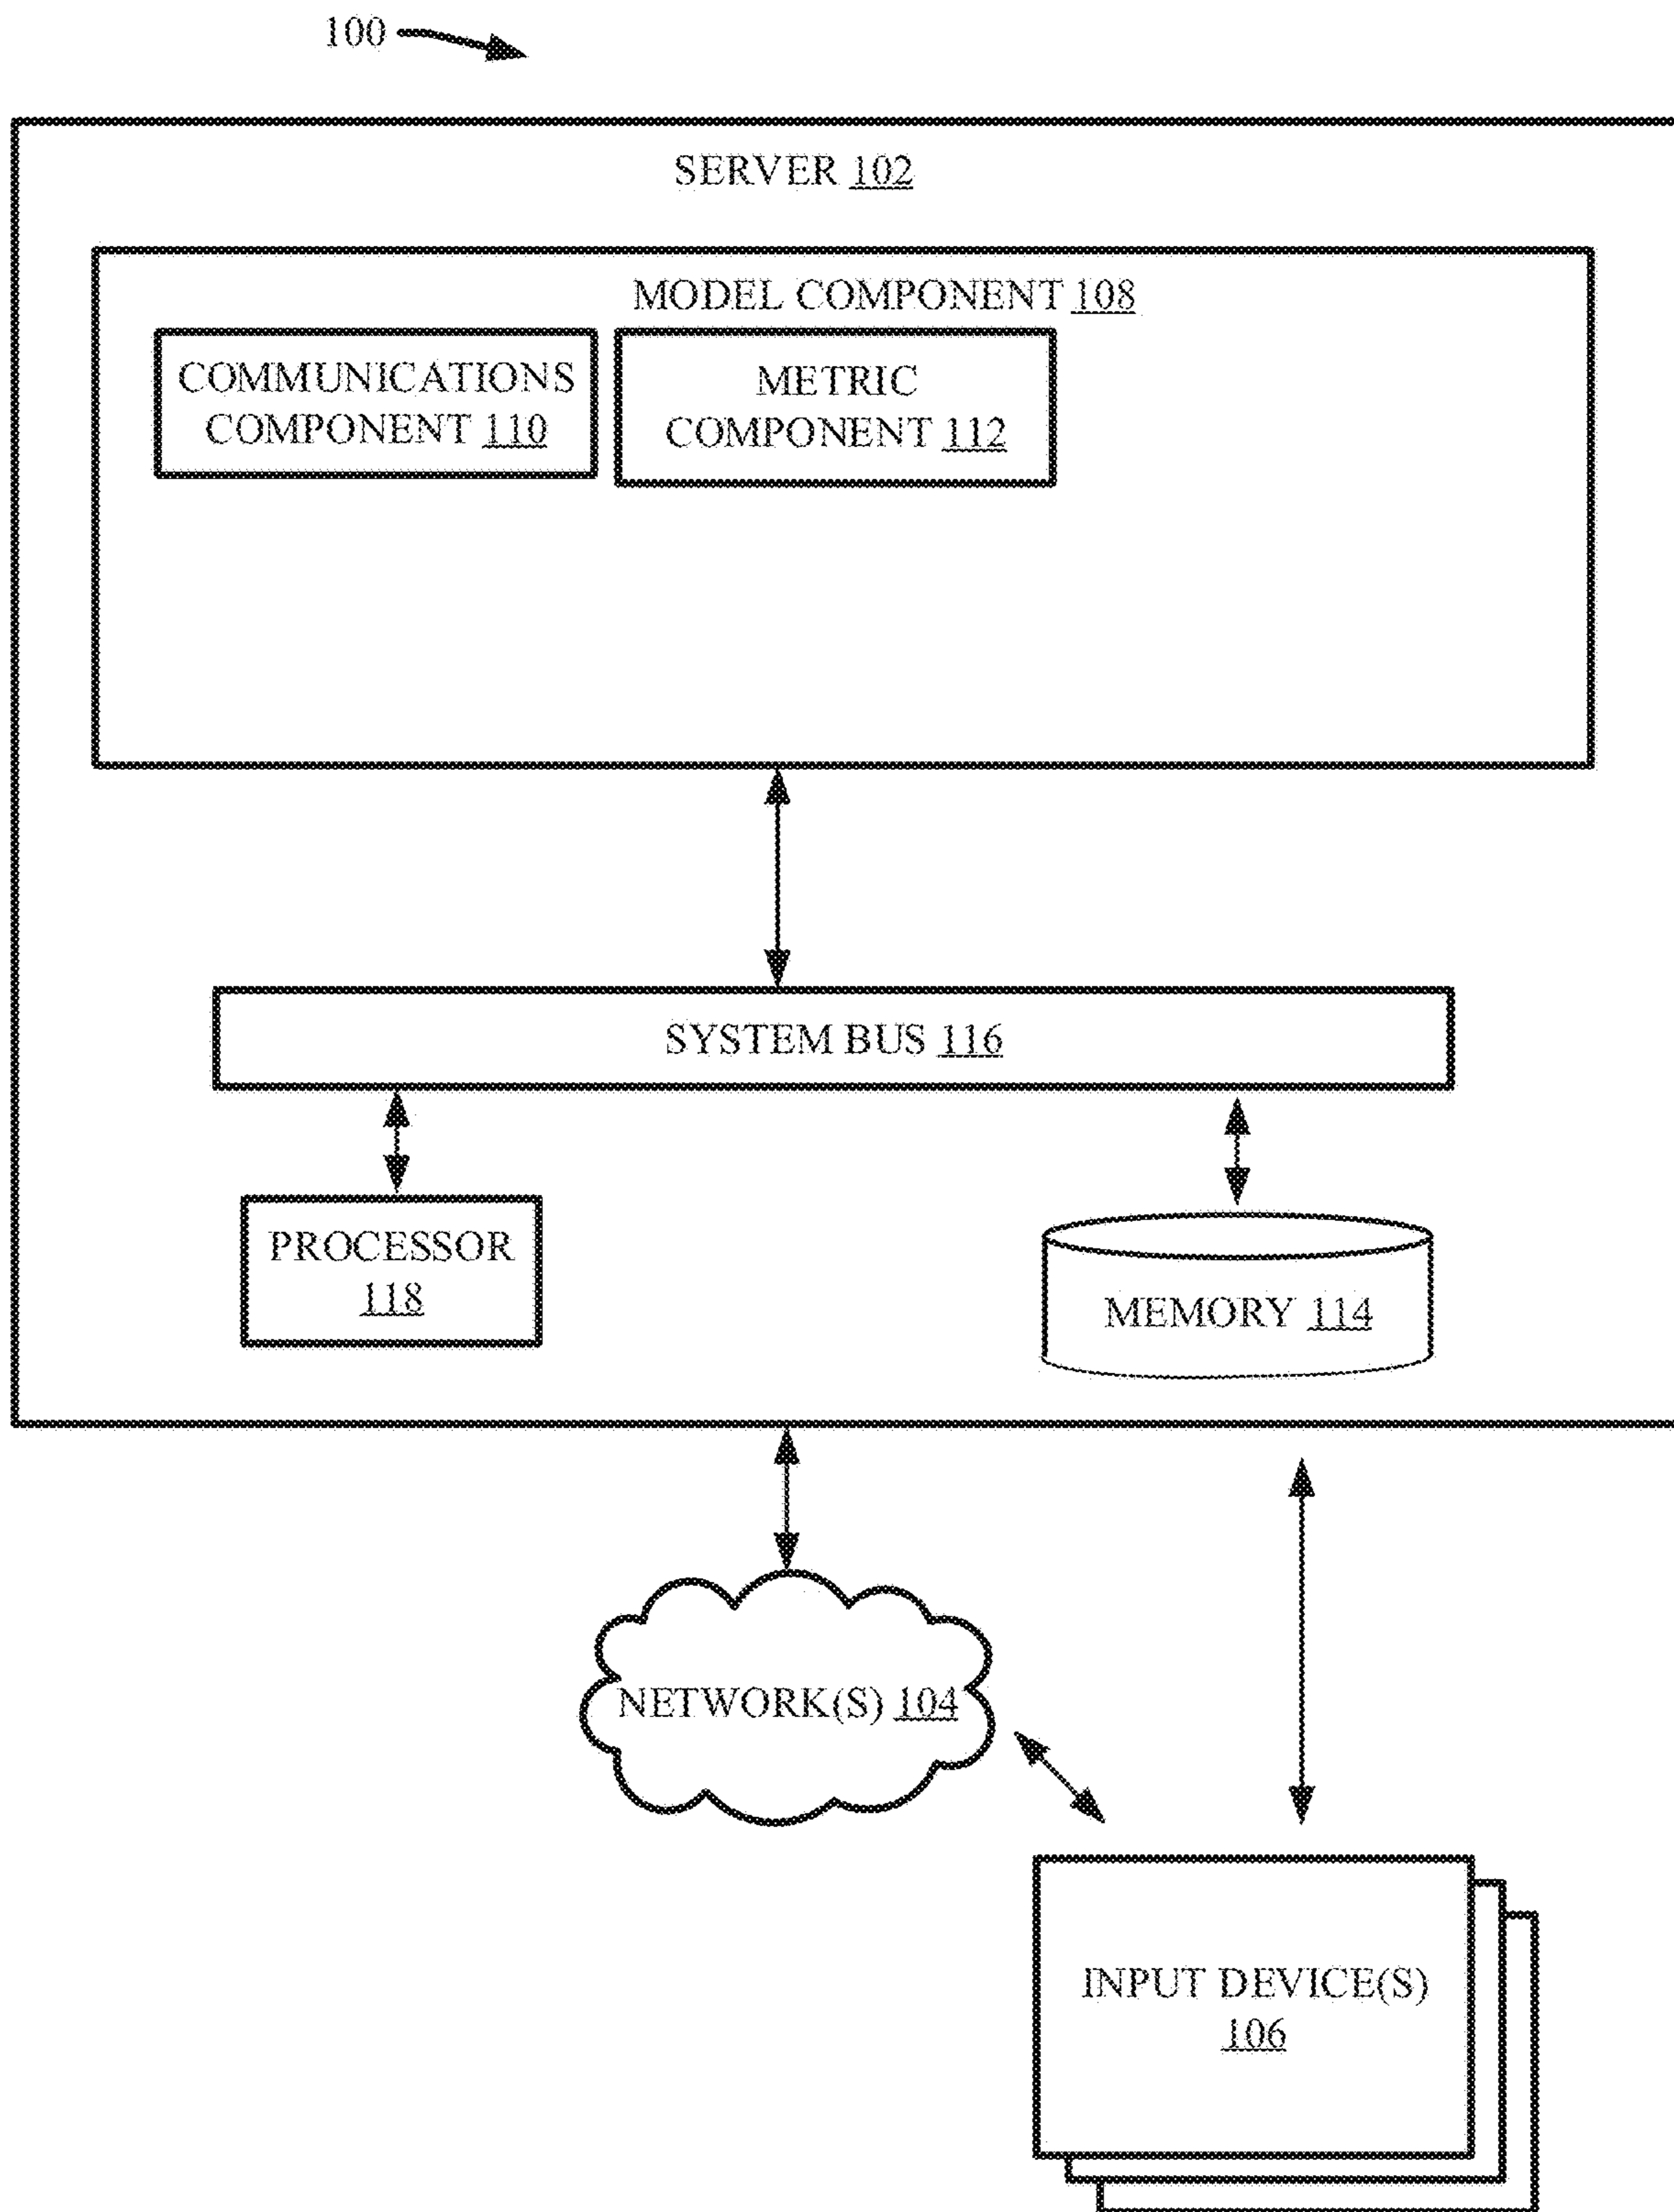 100
SERVER 102
MODEL COMPONENT 108
COMMUNICATIONS
COMPONENT 110
METRIC
COMPONENT 112
SYSTEM BUS 116
PROCESSOR
118
MEMORY 114
NETWORK(S) 104
INPUT DEVICE(S)
106